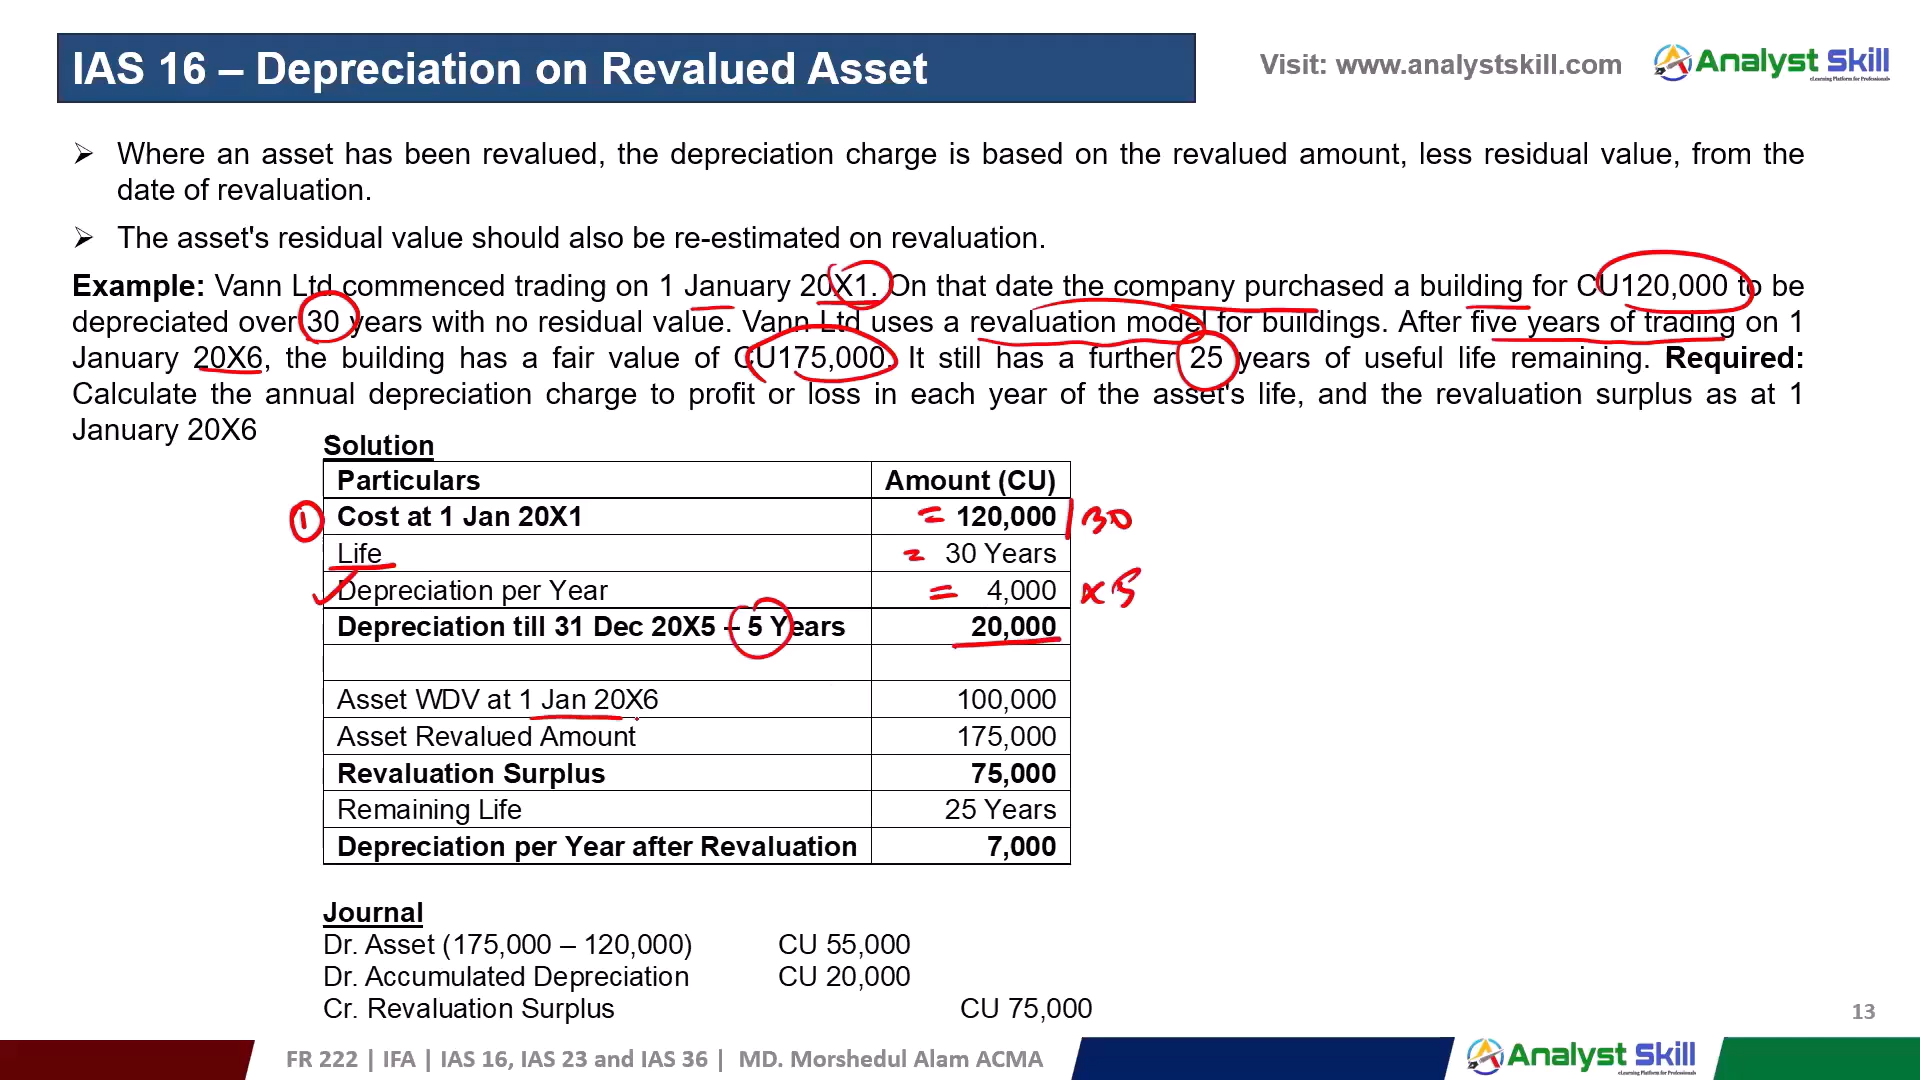 IAS 16 – Depreciation on Revalued Asset
Visit: www.analystskill.com
Analyst Skill
eLearning Platform for Professionals
➢ Where an asset has been revalued, the depreciation charge is based on the revalued amount, less residual value, from the
date of revaluation.
➢ The asset's residual value should also be re-estimated on revaluation.
Example: Vann Ltd commenced trading on 1 January 20X1. On that date the company purchased a building for CU120,000 to be
depreciated over 30 years with no residual value. Vann Ltd uses a revaluation model for buildings. After five years of trading on 1
January 20X6, the building has a fair value of CU175,000. It still has a further 25 years of useful life remaining. Required:
Calculate the annual depreciation charge to profit or loss in each year of the asset's life, and the revaluation surplus as at 1
January 20X6
Solution
Particulars Amount (CU)
1 Cost at 1 Jan 20X1 = 120,000 / 30
Life = 30 Years
Depreciation per Year = 4,000 x 5
Depreciation till 31 Dec 20X5 – 5 Years 20,000
Asset WDV at 1 Jan 20X6 100,000
Asset Revalued Amount 175,000
Revaluation Surplus 75,000
Remaining Life 25 Years
Depreciation per Year after Revaluation 7,000
Journal
Dr. Asset (175,000 – 120,000) CU 55,000
Dr. Accumulated Depreciation CU 20,000
Cr. Revaluation Surplus CU 75,000
13
FR 222 | IFA | IAS 16, IAS 23 and IAS 36 | MD. Morshedul Alam ACMA
Analyst Skill
eLearning Platform for Professionals